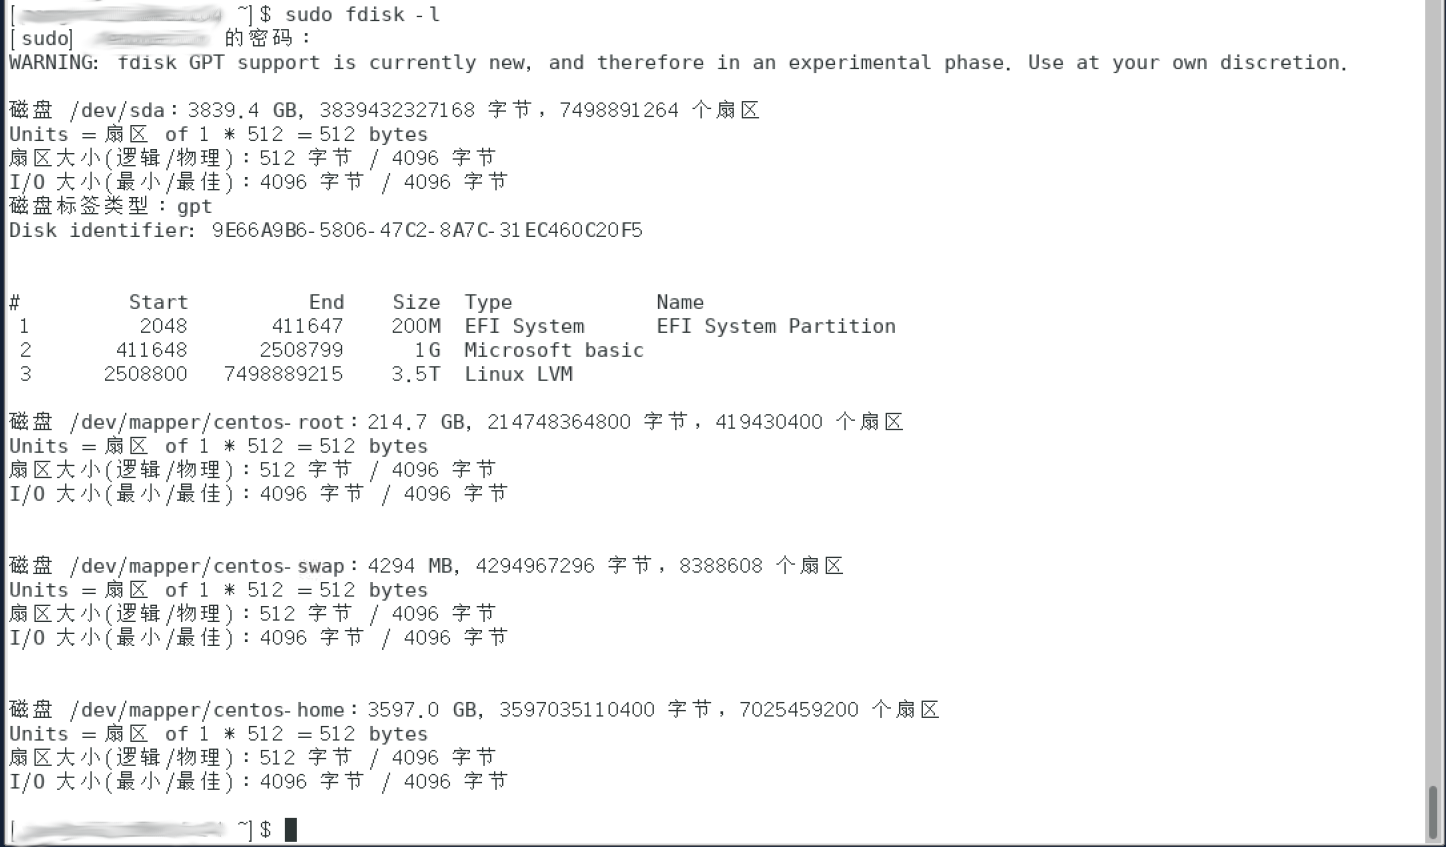 [ ~]$ sudo fdisk -l
[sudo] 的密码：
WARNING: fdisk GPT support is currently new, and therefore in an experimental phase. Use at your own discretion.
磁盘 /dev/sda：3839.4 GB, 3839432327168 字节，7498891264 个扇区
Units = 扇区 of 1 * 512 = 512 bytes
扇区大小(逻辑/物理)：512 字节 / 4096 字节
I/O 大小(最小/最佳)：4096 字节 / 4096 字节
磁盘标签类型：gpt
Disk identifier: 9E66A9B6-5806-47C2-8A7C-31EC460C20F5
# Start End Size Type Name
1 2048 411647 200M EFI System EFI System Partition
2 411648 2508799 1G Microsoft basic
3 2508800 7498889215 3.5T Linux LVM
磁盘 /dev/mapper/centos-root：214.7 GB, 214748364800 字节，419430400 个扇区
Units = 扇区 of 1 * 512 = 512 bytes
扇区大小(逻辑/物理)：512 字节 / 4096 字节
I/O 大小(最小/最佳)：4096 字节 / 4096 字节
磁盘 /dev/mapper/centos-swap：4294 MB, 4294967296 字节，8388608 个扇区
Units = 扇区 of 1 * 512 = 512 bytes
扇区大小(逻辑/物理)：512 字节 / 4096 字节
I/O 大小(最小/最佳)：4096 字节 / 4096 字节
磁盘 /dev/mapper/centos-home：3597.0 GB, 3597035110400 字节，7025459200 个扇区
Units = 扇区 of 1 * 512 = 512 bytes
扇区大小(逻辑/物理)：512 字节 / 4096 字节
I/O 大小(最小/最佳)：4096 字节 / 4096 字节
[ ~]$